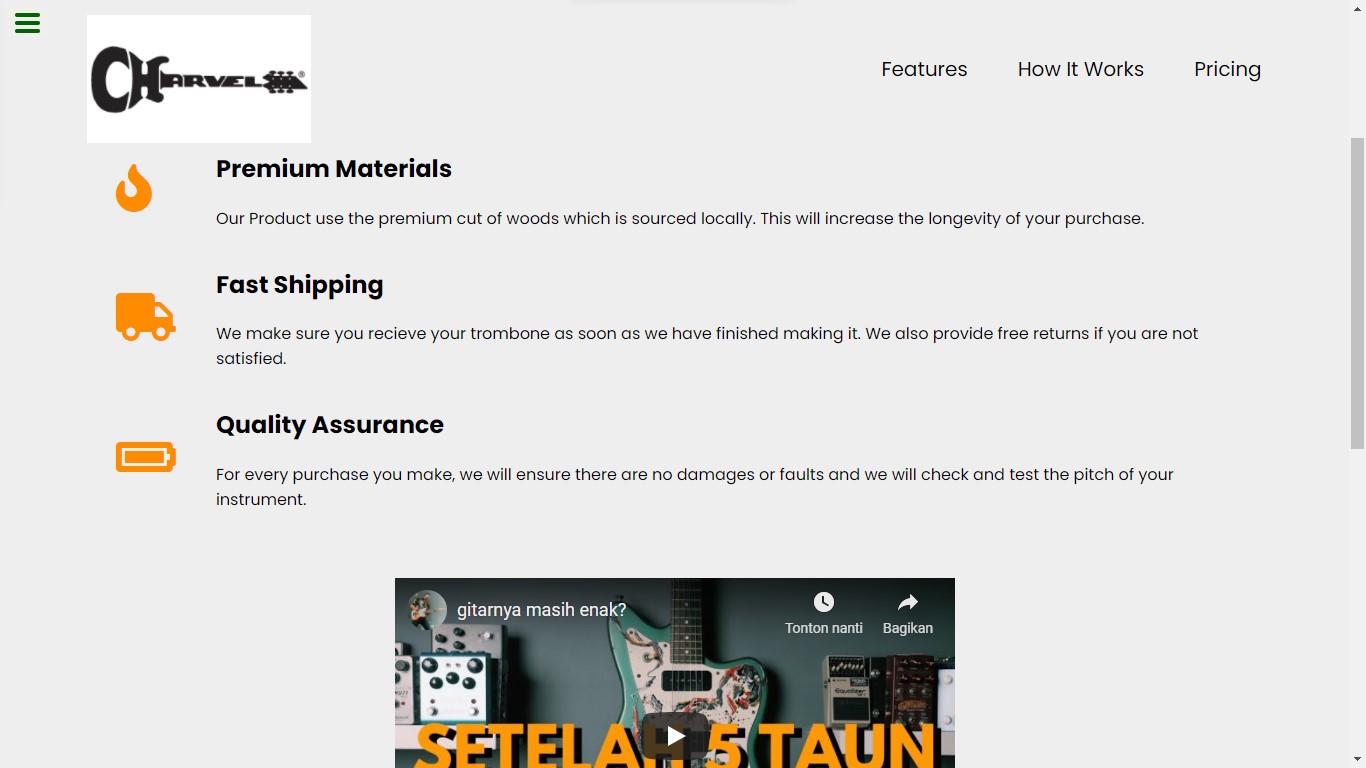 CHARVEL®
Features
How It Works
Pricing
Premium Materials
Our Product use the premium cut of woods which is sourced locally. This will increase the longevity of your purchase.
Fast Shipping
We make sure you recieve your trombone as soon as we have finished making it. We also provide free returns if you are not
satisfied.
Quality Assurance
For every purchase you make, we will ensure there are no damages or faults and we will check and test the pitch of your
instrument.
gitarnya masih enak?
Tonton nanti
Bagikan
Equalizer
SETELAH 5 TAUN